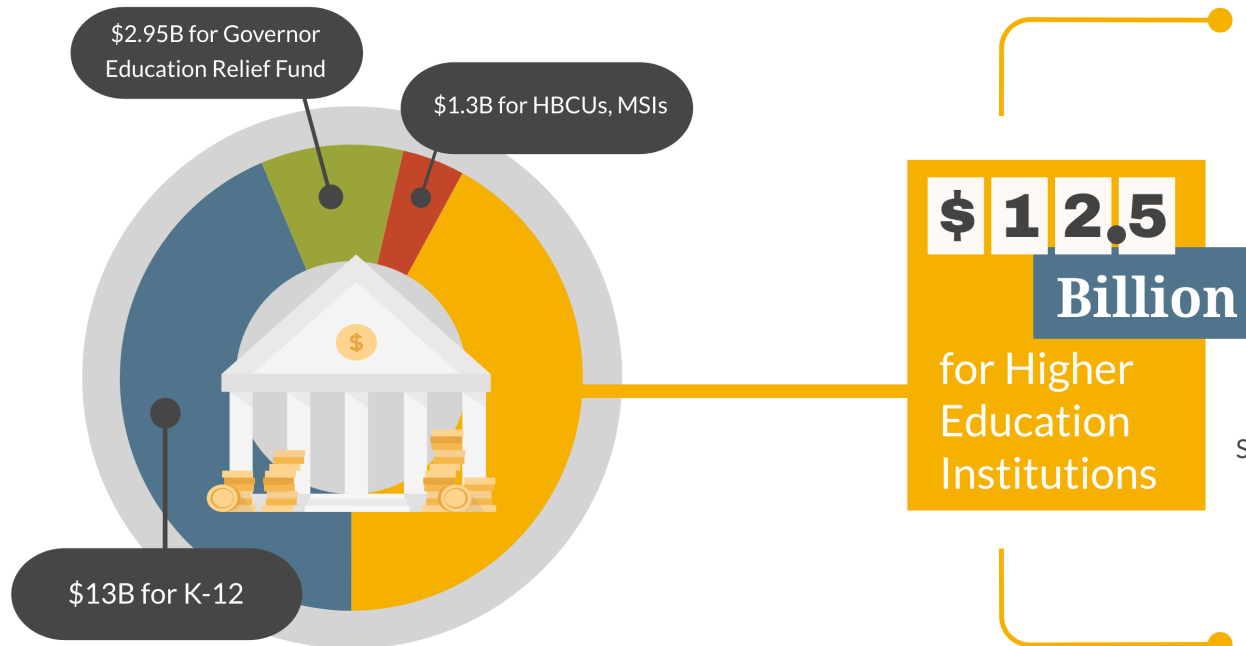 $2.95B for Governor
Education Relief Fund
$1.3B for HBCUs, MSIs
$13B for K-12
$
$12.5
Billion
for Higher
Education
Institutions
S